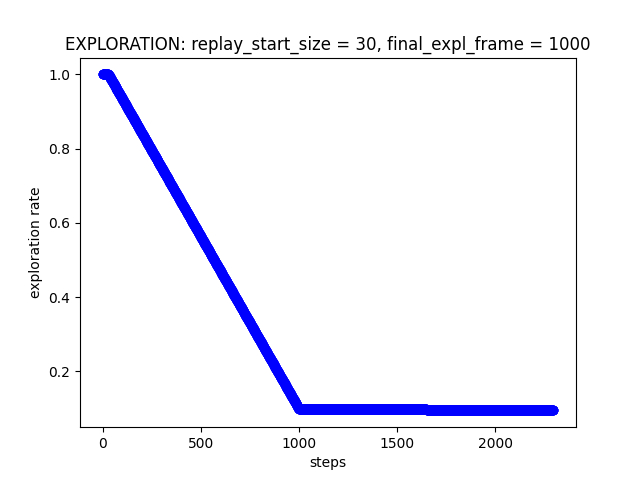 EXPLORATION: replay_start_size = 30, final_expl_frame = 1000
1.0
0.8
0.6
0.4
0.2
exploration rate
0 500 1000 1500 2000
steps